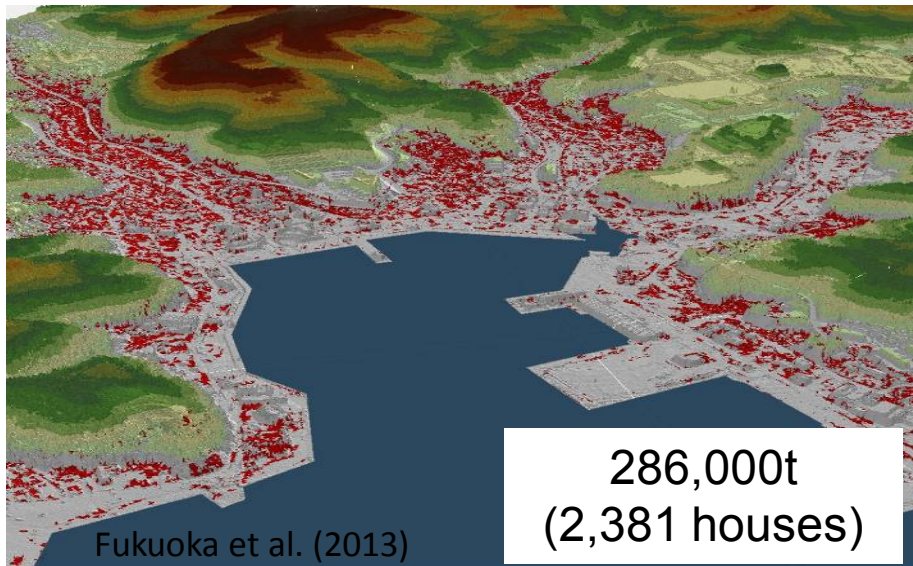 286,000t
(2,381 houses)
Fukuoka et al. (2013)